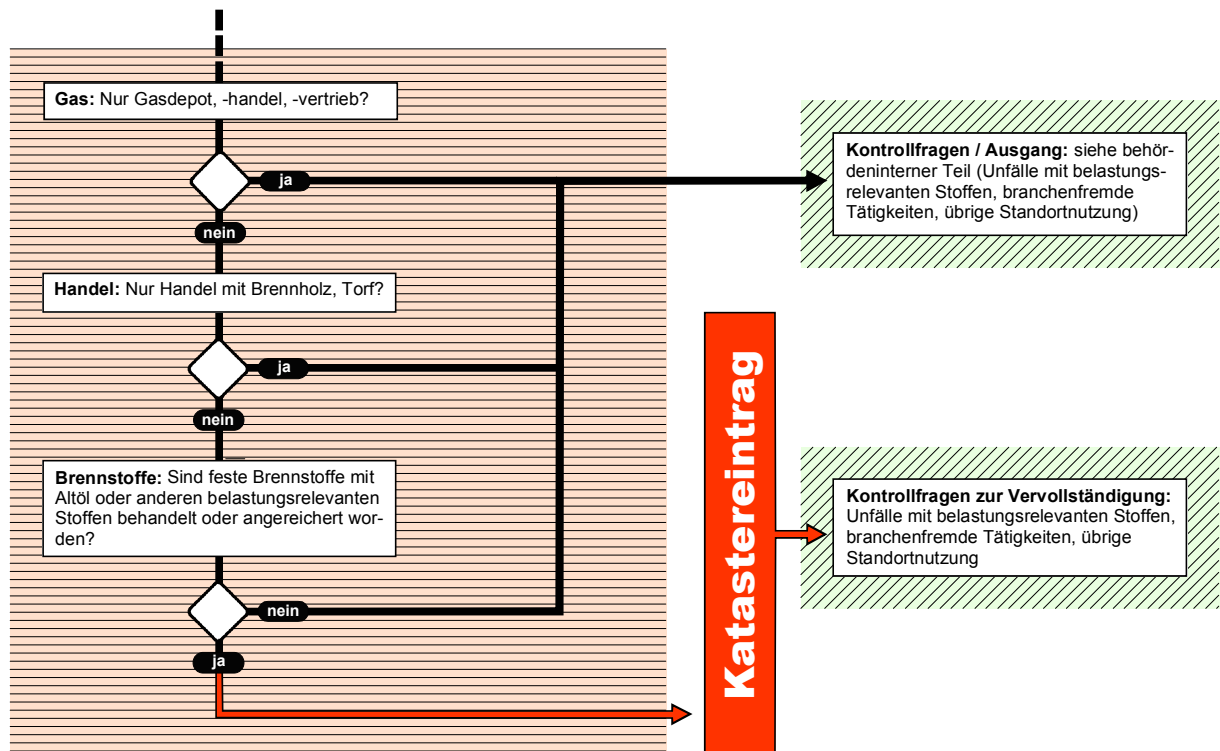 Gas: Nur Gasdepot, -handel, -vertrieb?
ja
nein
Kontrollfragen / Ausgang: siehe behör-
deninterner Teil (Unfälle mit belastungs-
relevanten Stoffen, branchenfremde
Tätigkeiten, übrige Standortnutzung)
Handel: Nur Handel mit Brennholz, Torf?
ja
nein
Brennstoffe: Sind feste Brennstoffe mit
Altöl oder anderen belastungsrelevanten
Stoffen behandelt oder angereichert wor-
den?
nein
ja
Katastereintrag
Kontrollfragen zur Vervollständigung:
Unfälle mit belastungsrelevanten Stoffen,
branchenfremde Tätigkeiten, übrige
Standortnutzung